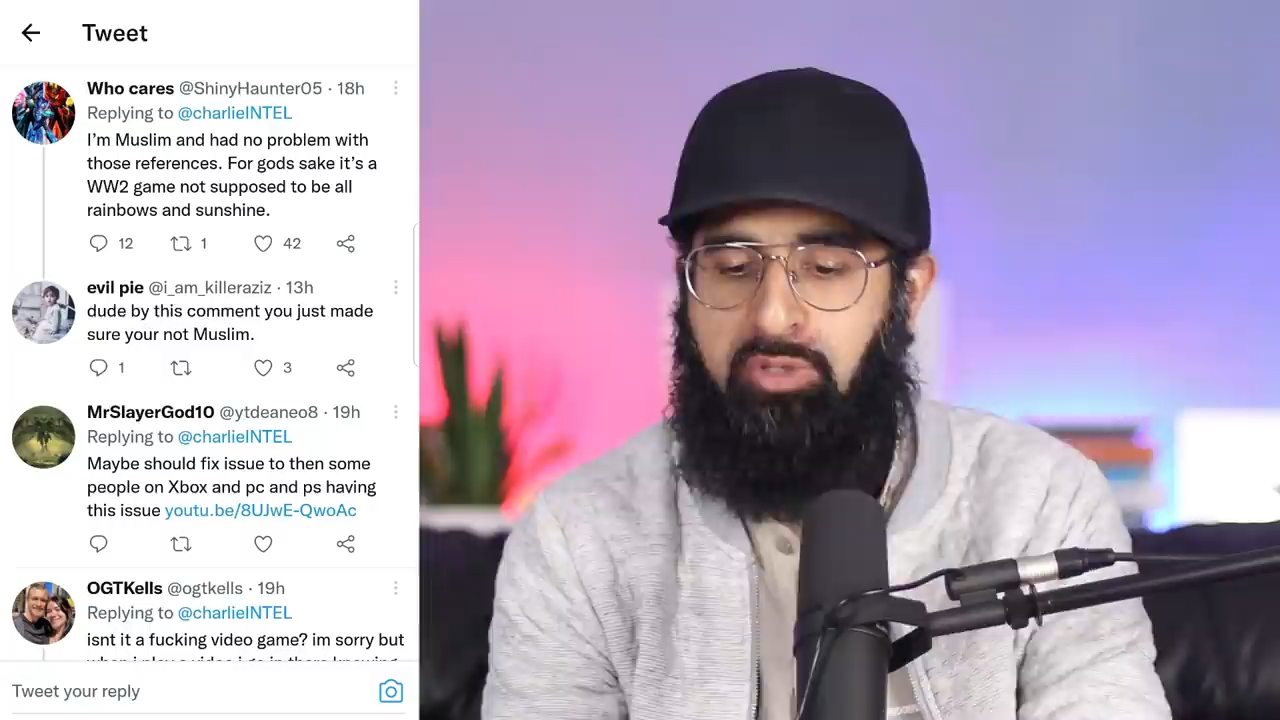 Tweet
Who cares @ShinyHaunter05 · 18h
Replying to @charlieINTEL
I'm Muslim and had no problem with
those references. For gods sake it's a
WW2 game not supposed to be all
rainbows and sunshine.
12 1 42
evil pie @i_am_killeraziz · 13h
dude by this comment you just made
sure your not Muslim.
1 3
MrSlayerGod10 @ytdeaneo8 · 19h
Replying to @charlieINTEL
Maybe should fix issue to then some
people on Xbox and pc and ps having
this issue youtu.be/8UJwE-QwoAc
OGTKells @ogtkells · 19h
Replying to @charlieINTEL
isnt it a fucking video game? im sorry but
Tweet your reply